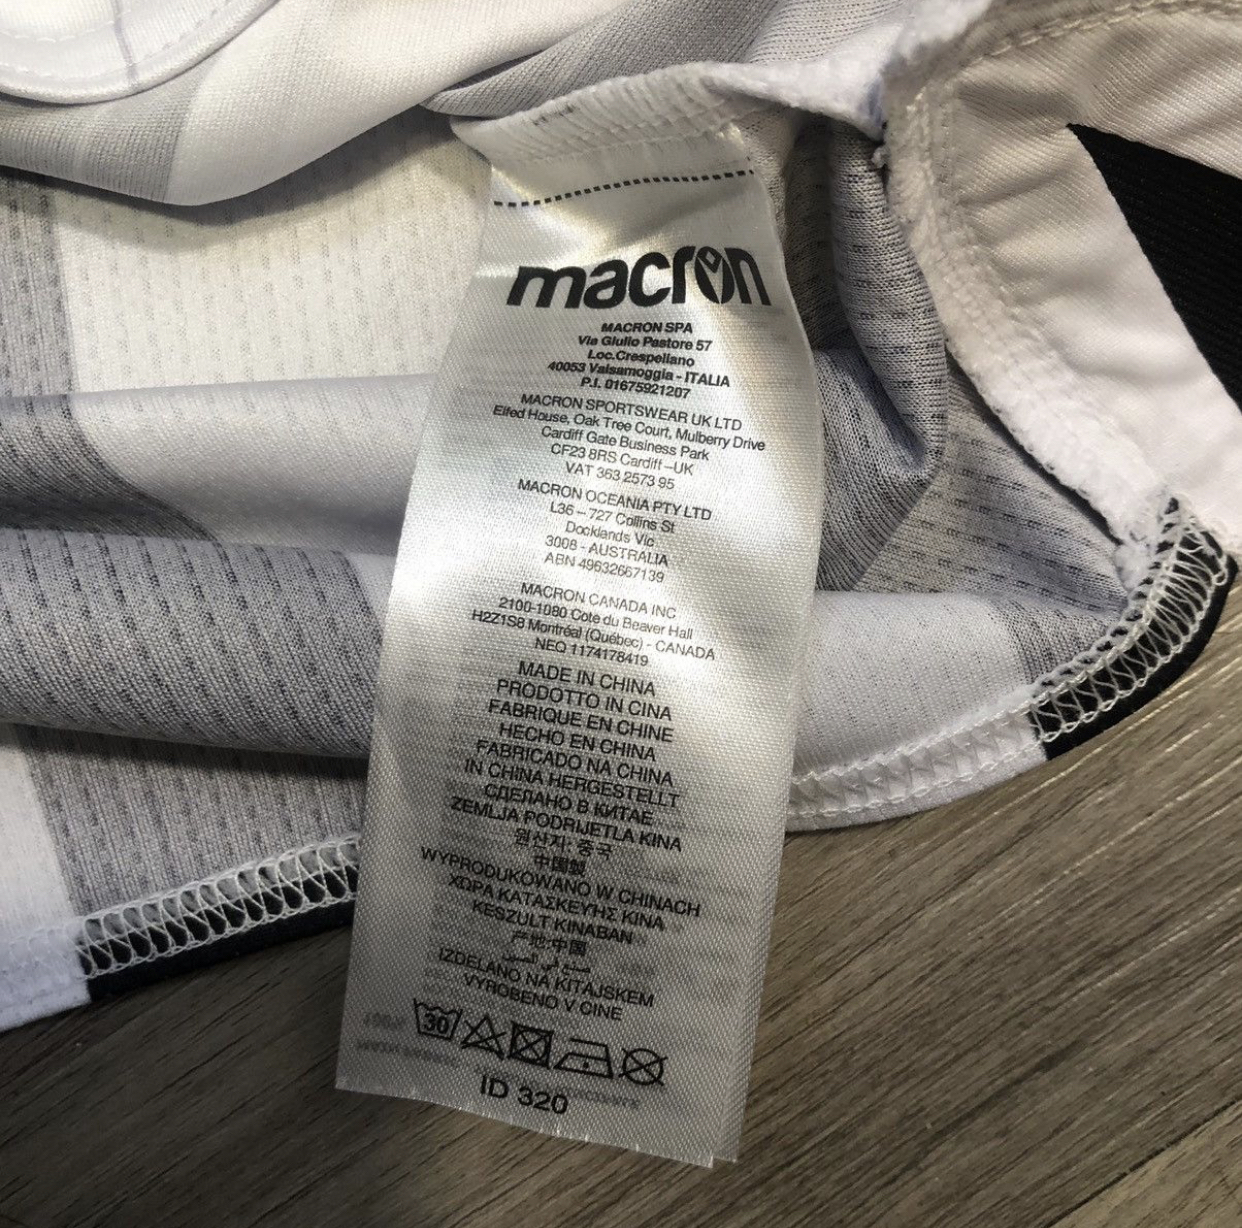 macron
MACRON SPA
Via Giulio Pastore 57
Loc.Crespellano
40053 Valsamoggia - ITALIA
P.I. 01675921207
MACRON SPORTSWEAR UK LTD
Elfed House, Oak Tree Court, Mulberry Drive
Cardiff Gate Business Park
CF23 8RS Cardiff -UK
VAT 363 2573 95
MACRON OCEANIA PTY LTD
L36 - 727 Collins St
Docklands Vic
3008 - AUSTRALIA
ABN 49632667139
MACRON CANADA INC
2100-1080 Cote du Beaver Hall
H2Z1S8 Montréal (Québec) - CANADA
NEQ 1174178419
MADE IN CHINA
PRODOTTO IN CINA
FABRIQUE EN CHINE
HECHO EN CHINA
FABRICADO NA CHINA
IN CHINA HERGESTELLT
СДЕЛАНО В КИТАЕ
ZEMLJA PODRIJETLA KINA
원산지: 중국
中国製
WYPRODUKOWANO W CHINACH
ΧΩΡΑ ΚΑΤΑΣΚΕΥΗΣ ΚΙΝΑ
KESZULT KINABAN
产地:中国
IZDELANO NA KITAJSKEM
VYROBENO V CINE
30
ID 320